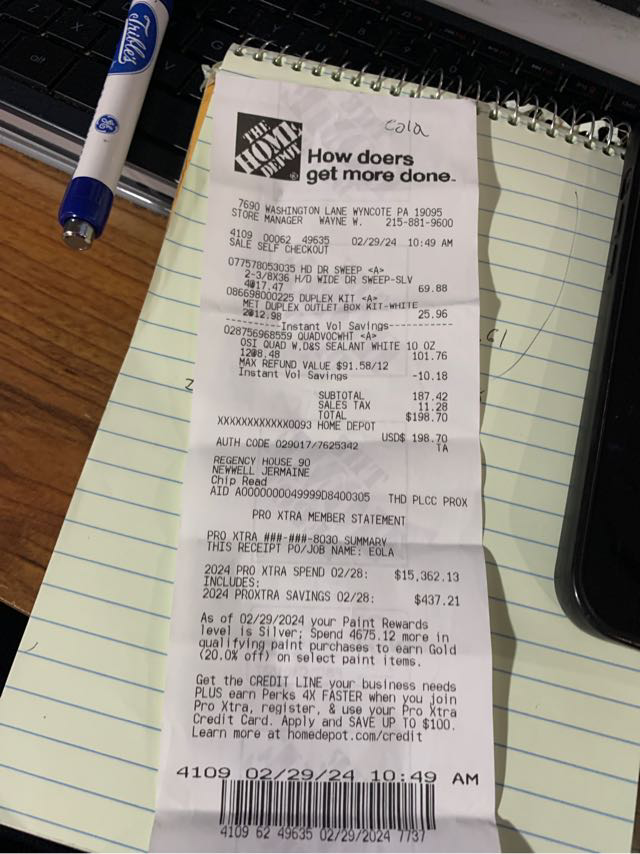 Trikles
eola
THE
HOME
DEPOT
How doers
get more done.
7690 WASHINGTON LANE WYNCOTE PA 19095
STORE MANAGER WAYNE W. 215-881-9600
4109 00062 49635 02/29/24 10:49 AM
SALE SELF CHECKOUT
077578053035 HD DR SWEEP <A>
2-3/8X36 H/D WIDE DR SWEEP-SLV
4@17.47 69.88
086698000225 DUPLEX KIT <A>
MET DUPLEX OUTLET BOX KIT-WHITE
2@12.98 25.96
----------Instant Vol Savings----------
028756968559 QUADVOCWHT <A>
OSI QUAD W,D&S SEALANT WHITE 10 OZ
12@8.48 101.76
MAX REFUND VALUE $91.58/12
Instant Vol Savings -10.18
SUBTOTAL 187.42
SALES TAX 11.28
TOTAL $198.70
XXXXXXXXXXXX0093 HOME DEPOT
USD$ 198.70
AUTH CODE 029017/7625342 TA
REGENCY HOUSE 90
NEWWELL JERMAINE
Chip Read
AID A0000000049999D8400305 THD PLCC PROX
PRO XTRA MEMBER STATEMENT
PRO XTRA ###-###-8030 SUMMARY
THIS RECEIPT PO/JOB NAME: EOLA
2024 PRO XTRA SPEND 02/28: $15,362.13
INCLUDES:
2024 PROXTRA SAVINGS 02/28: $437.21
As of 02/29/2024 your Paint Rewards
level is Silver; Spend 4675.12 more in
qualifying paint purchases to earn Gold
(20.0% off) on select paint items.
Get the CREDIT LINE your business needs
PLUS earn Perks 4X FASTER when you join
Pro Xtra, register, & use your Pro Xtra
Credit Card. Apply and SAVE UP TO $100.
Learn more at homedepot.com/credit
4109 02/29/24 10:49 AM
4109 62 49635 02/29/2024 7737